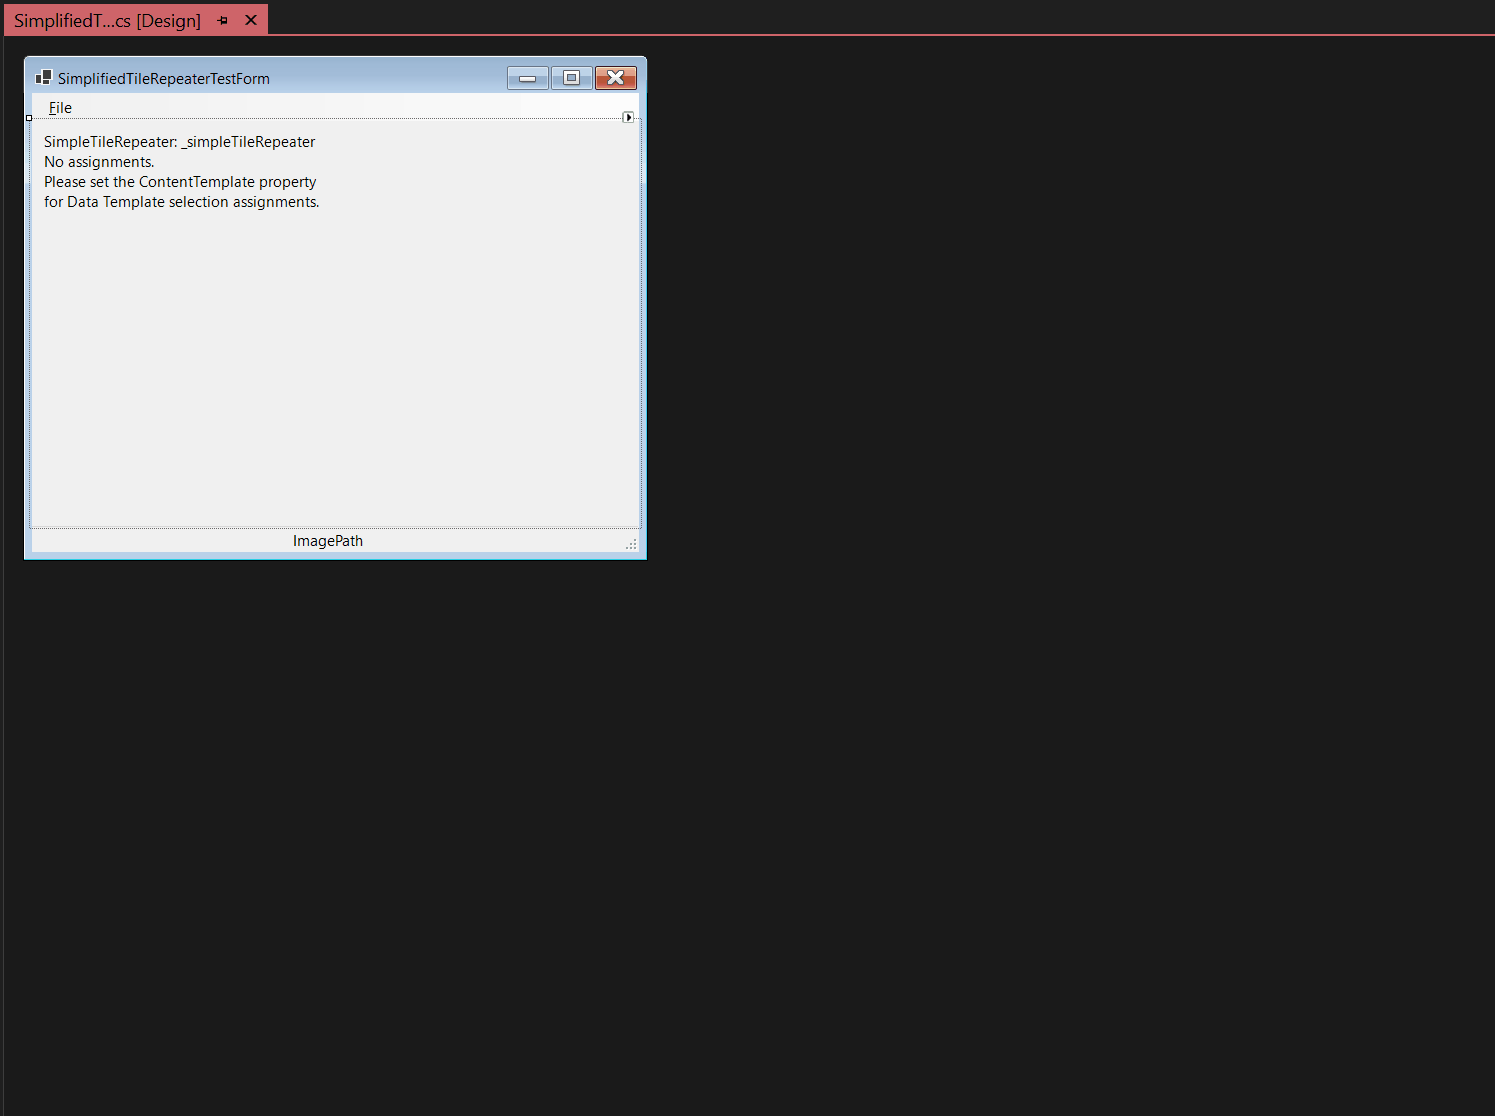 SimplifiedT...cs [Design]
SimplifiedTileRepeaterTestForm
File
SimpleTileRepeater: _simpleTileRepeater
No assignments.
Please set the ContentTemplate property
for Data Template selection assignments.
ImagePath